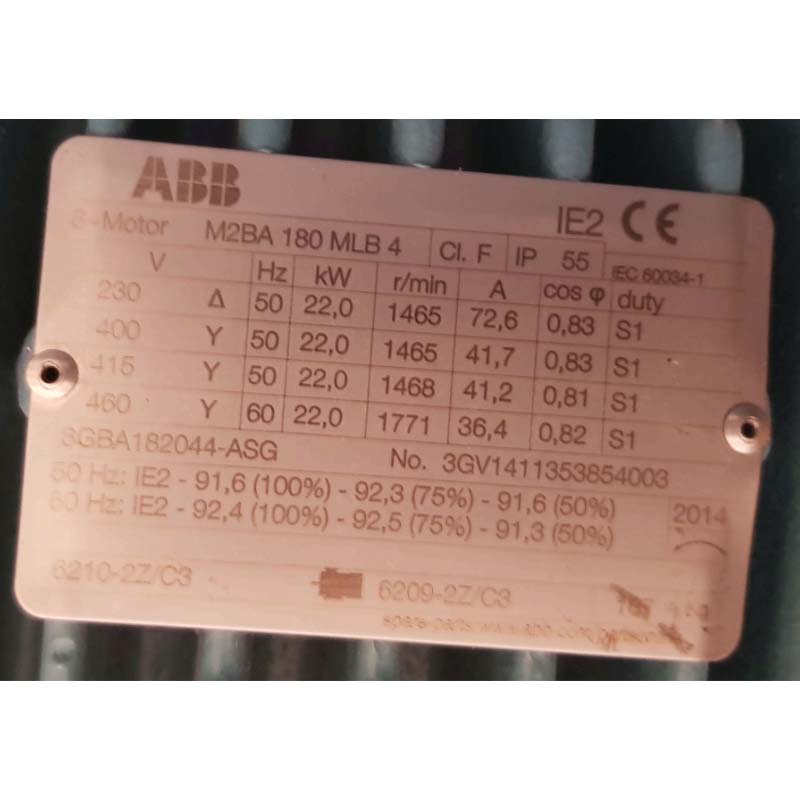 ABB
IE2 CE
3~Motor M2BA 180 MLB 4 Cl. F IP 55 IEC 60034-1
V Hz kW r/min A cos φ duty
230 Δ 50 22,0 1465 72,6 0,83 S1
400 Y 50 22,0 1465 41,7 0,83 S1
415 Y 50 22,0 1468 41,2 0,81 S1
460 Y 60 22,0 1771 36,4 0,82 S1
3GBA182044-ASG No. 3GV1411353854003
50 Hz: IE2 - 91,6 (100%) - 92,3 (75%) - 91,6 (50%)
60 Hz: IE2 - 92,4 (100%) - 92,5 (75%) - 91,3 (50%)
2014
6210-2Z/C3 6209-2Z/C3 kg